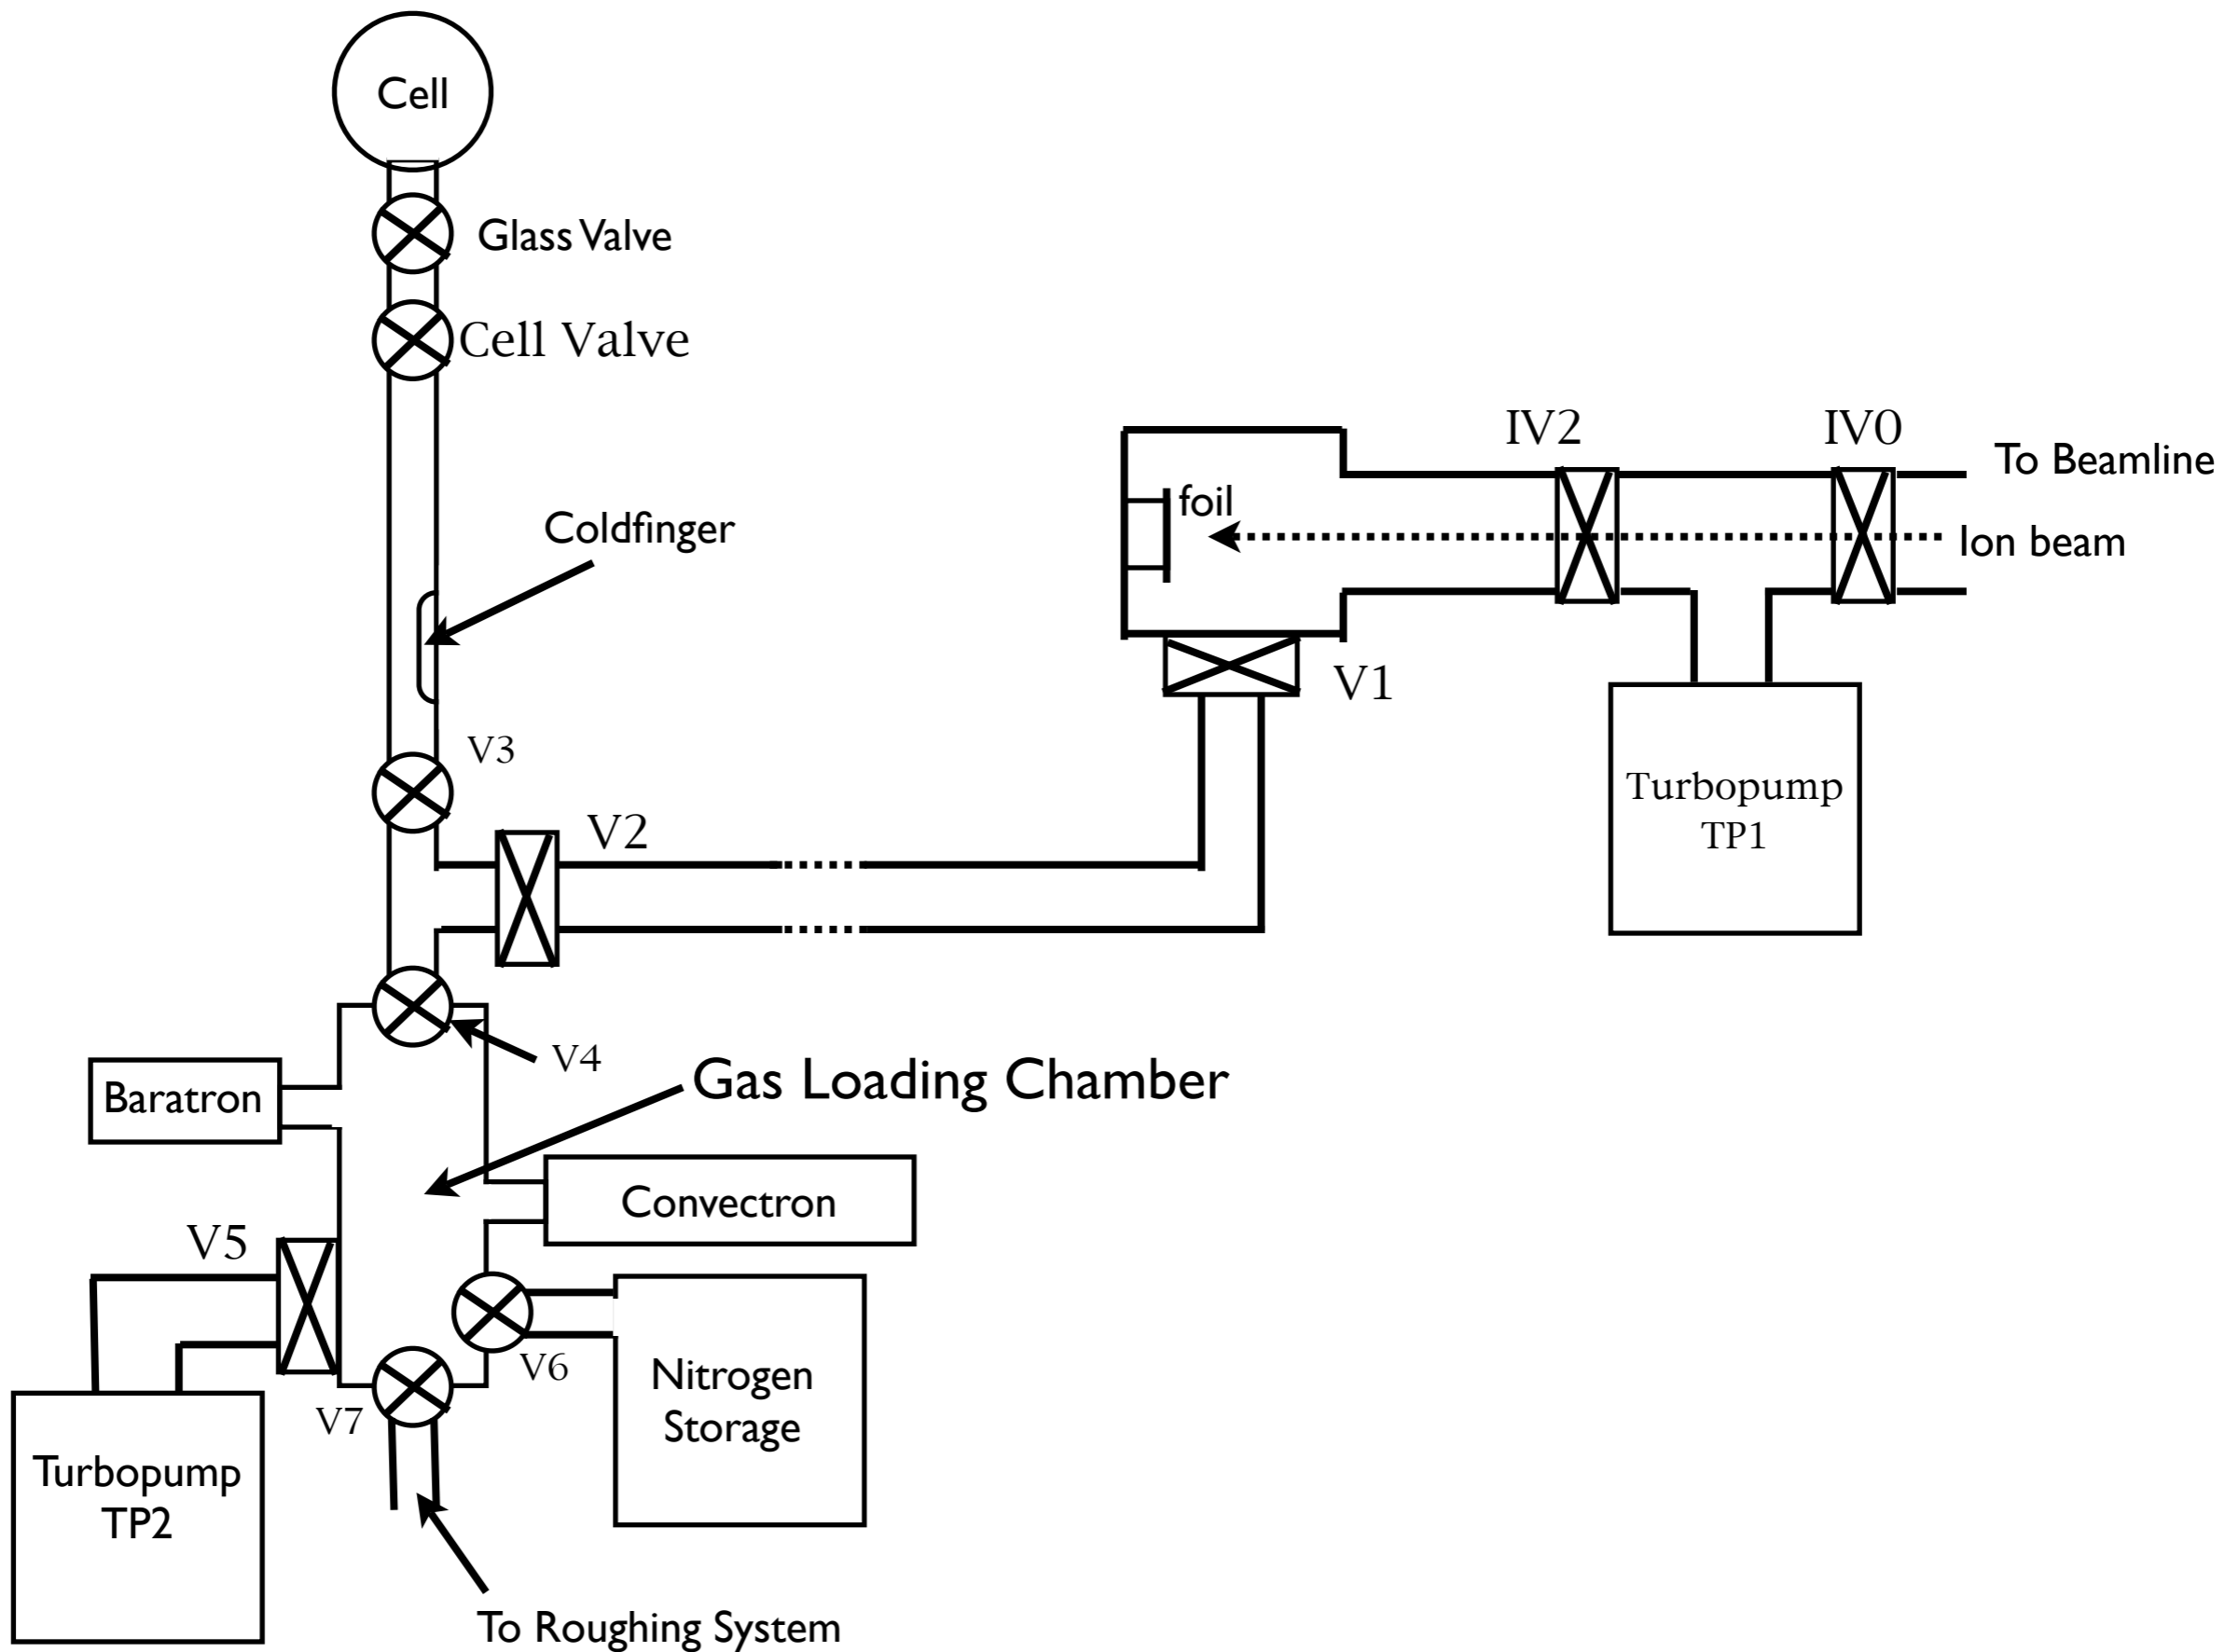 Cell
Glass Valve
Cell Valve
IV2
IV0
To Beamline
foil
Coldfinger
Ion beam
V1
V3
Turbopump
TP1
V2
V4
Gas Loading Chamber
Baratron
Convectron
V5
V6
Nitrogen
Storage
V7
Turbopump
TP2
To Roughing System